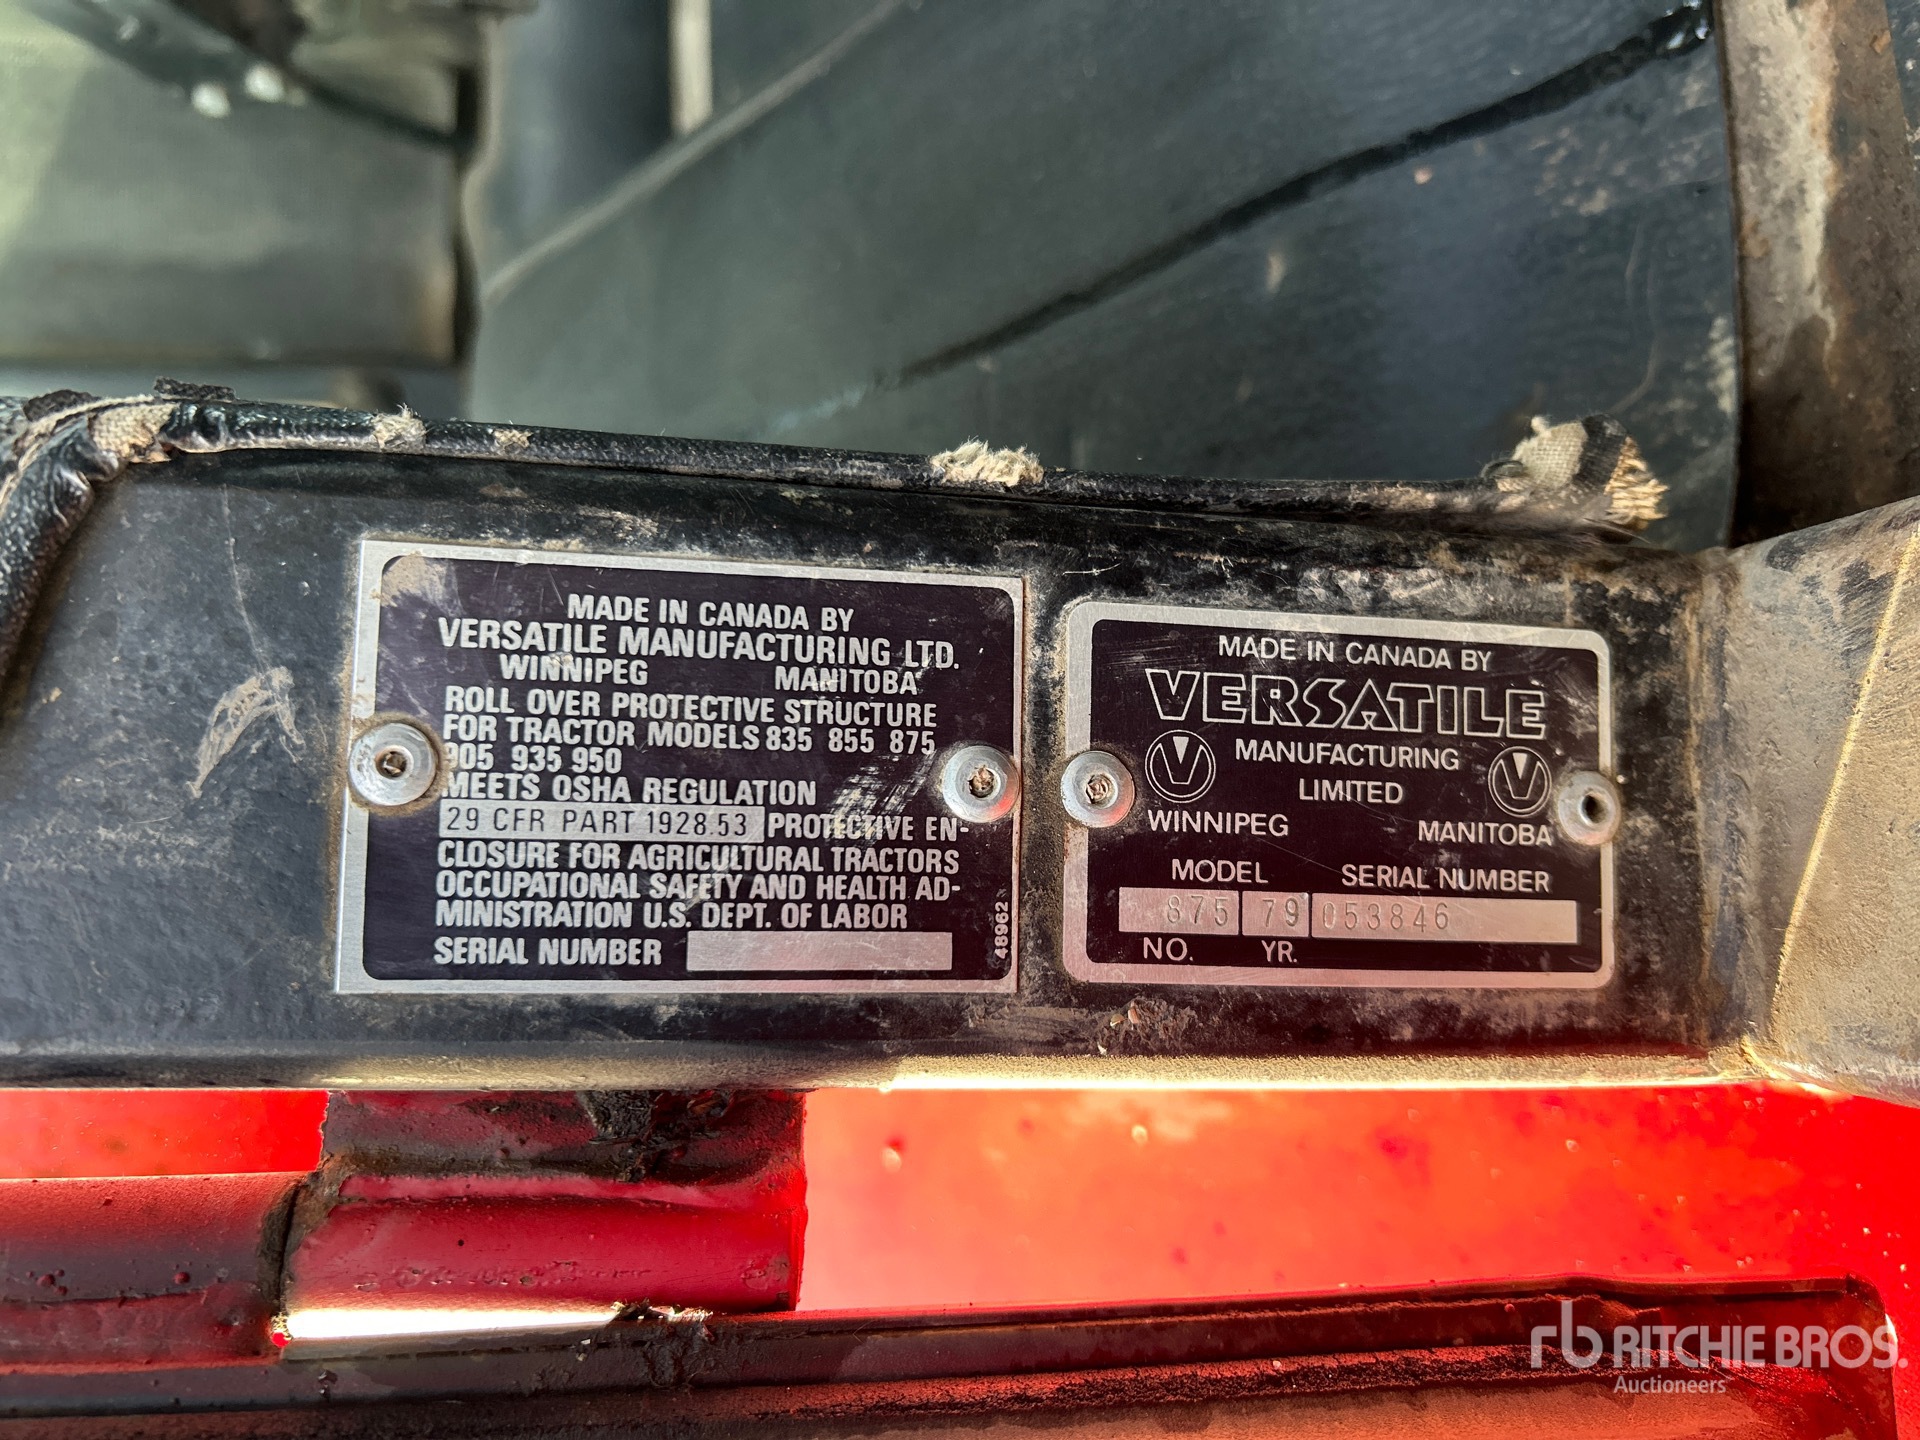 MADE IN CANADA BY
VERSATILE MANUFACTURING LTD.
WINNIPEG MANITOBA
ROLL OVER PROTECTIVE STRUCTURE
FOR TRACTOR MODELS 835 855 875
905 935 950
MEETS OSHA REGULATION
29 CFR PART 1928.53 PROTECTIVE EN-
CLOSURE FOR AGRICULTURAL TRACTORS
OCCUPATIONAL SAFETY AND HEALTH AD-
MINISTRATION U.S. DEPT. OF LABOR
SERIAL NUMBER
48962
MADE IN CANADA BY
VERSATILE
MANUFACTURING
LIMITED
WINNIPEG MANITOBA
MODEL SERIAL NUMBER
875 79 053846
NO. YR.
rb RITCHIE BROS.
Auctioneers